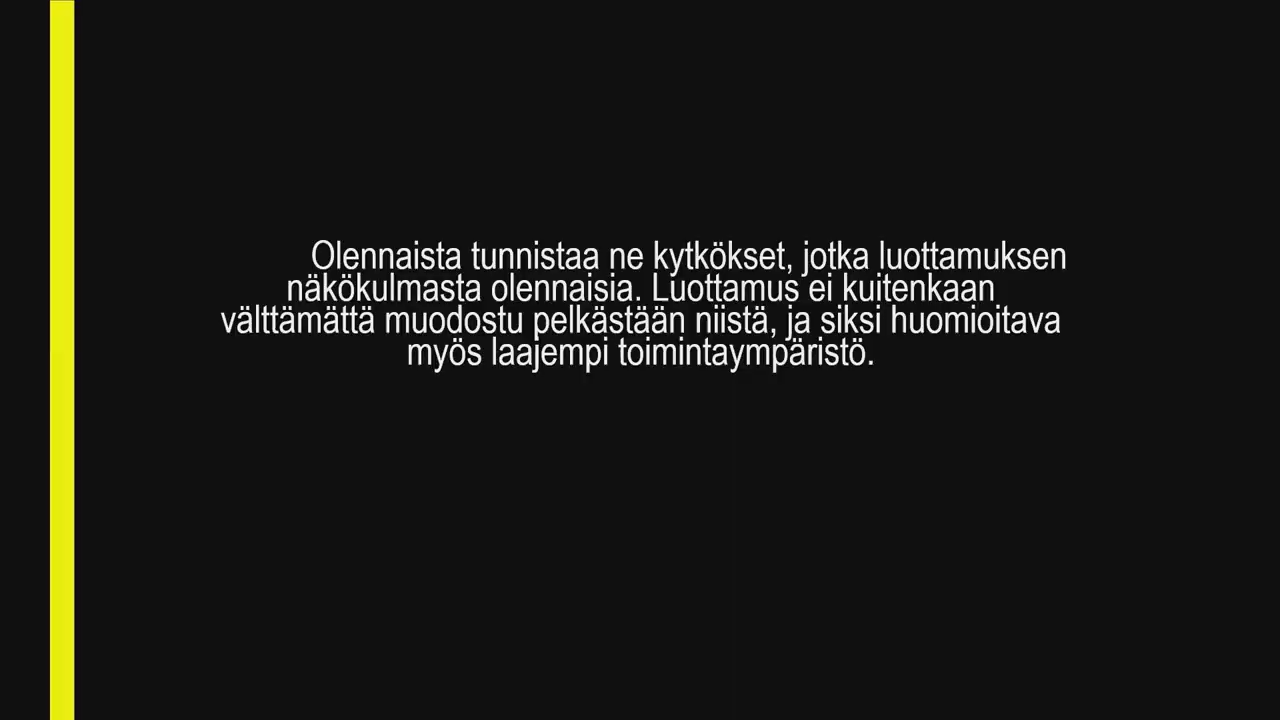 Olennaista tunnistaa ne kytkökset, jotka luottamuksen
näkökulmasta olennaisia. Luottamus ei kuitenkaan
välttämättä muodostu pelkästään niistä, ja siksi huomioitava
myös laajempi toimintaympäristö.